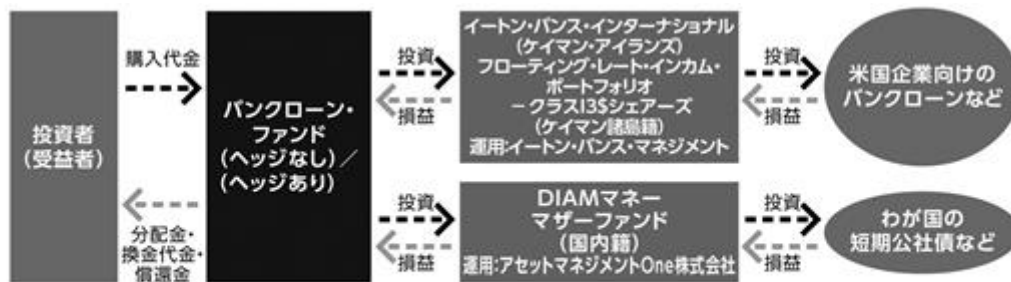 投資者
(受益者)
購入代金
分配金・
換金代金・
償還金
バンクローン・
ファンド
(ヘッジなし)/
(ヘッジあり)
投資
損益
イートン・バンス・インターナショナル
(ケイマン・アイランズ)
フローティング・レート・インカム・
ポートフォリオ
-クラスI3$シェアーズ
(ケイマン諸島籍)
運用:イートン・バンス・マネジメント
投資
損益
米国企業向けの
バンクローンなど
投資
損益
DIAMマネー
マザーファンド
(国内籍)
運用:アセットマネジメントOne株式会社
投資
損益
わが国の
短期公社債など